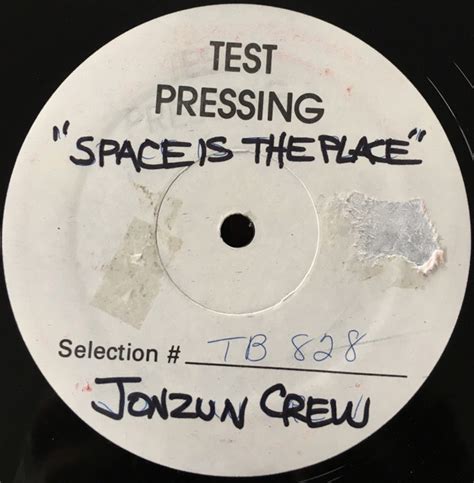 TEST
PRESSING
"SPACE IS THE PLACE"
Selection # TB 828
JONZUN CREW